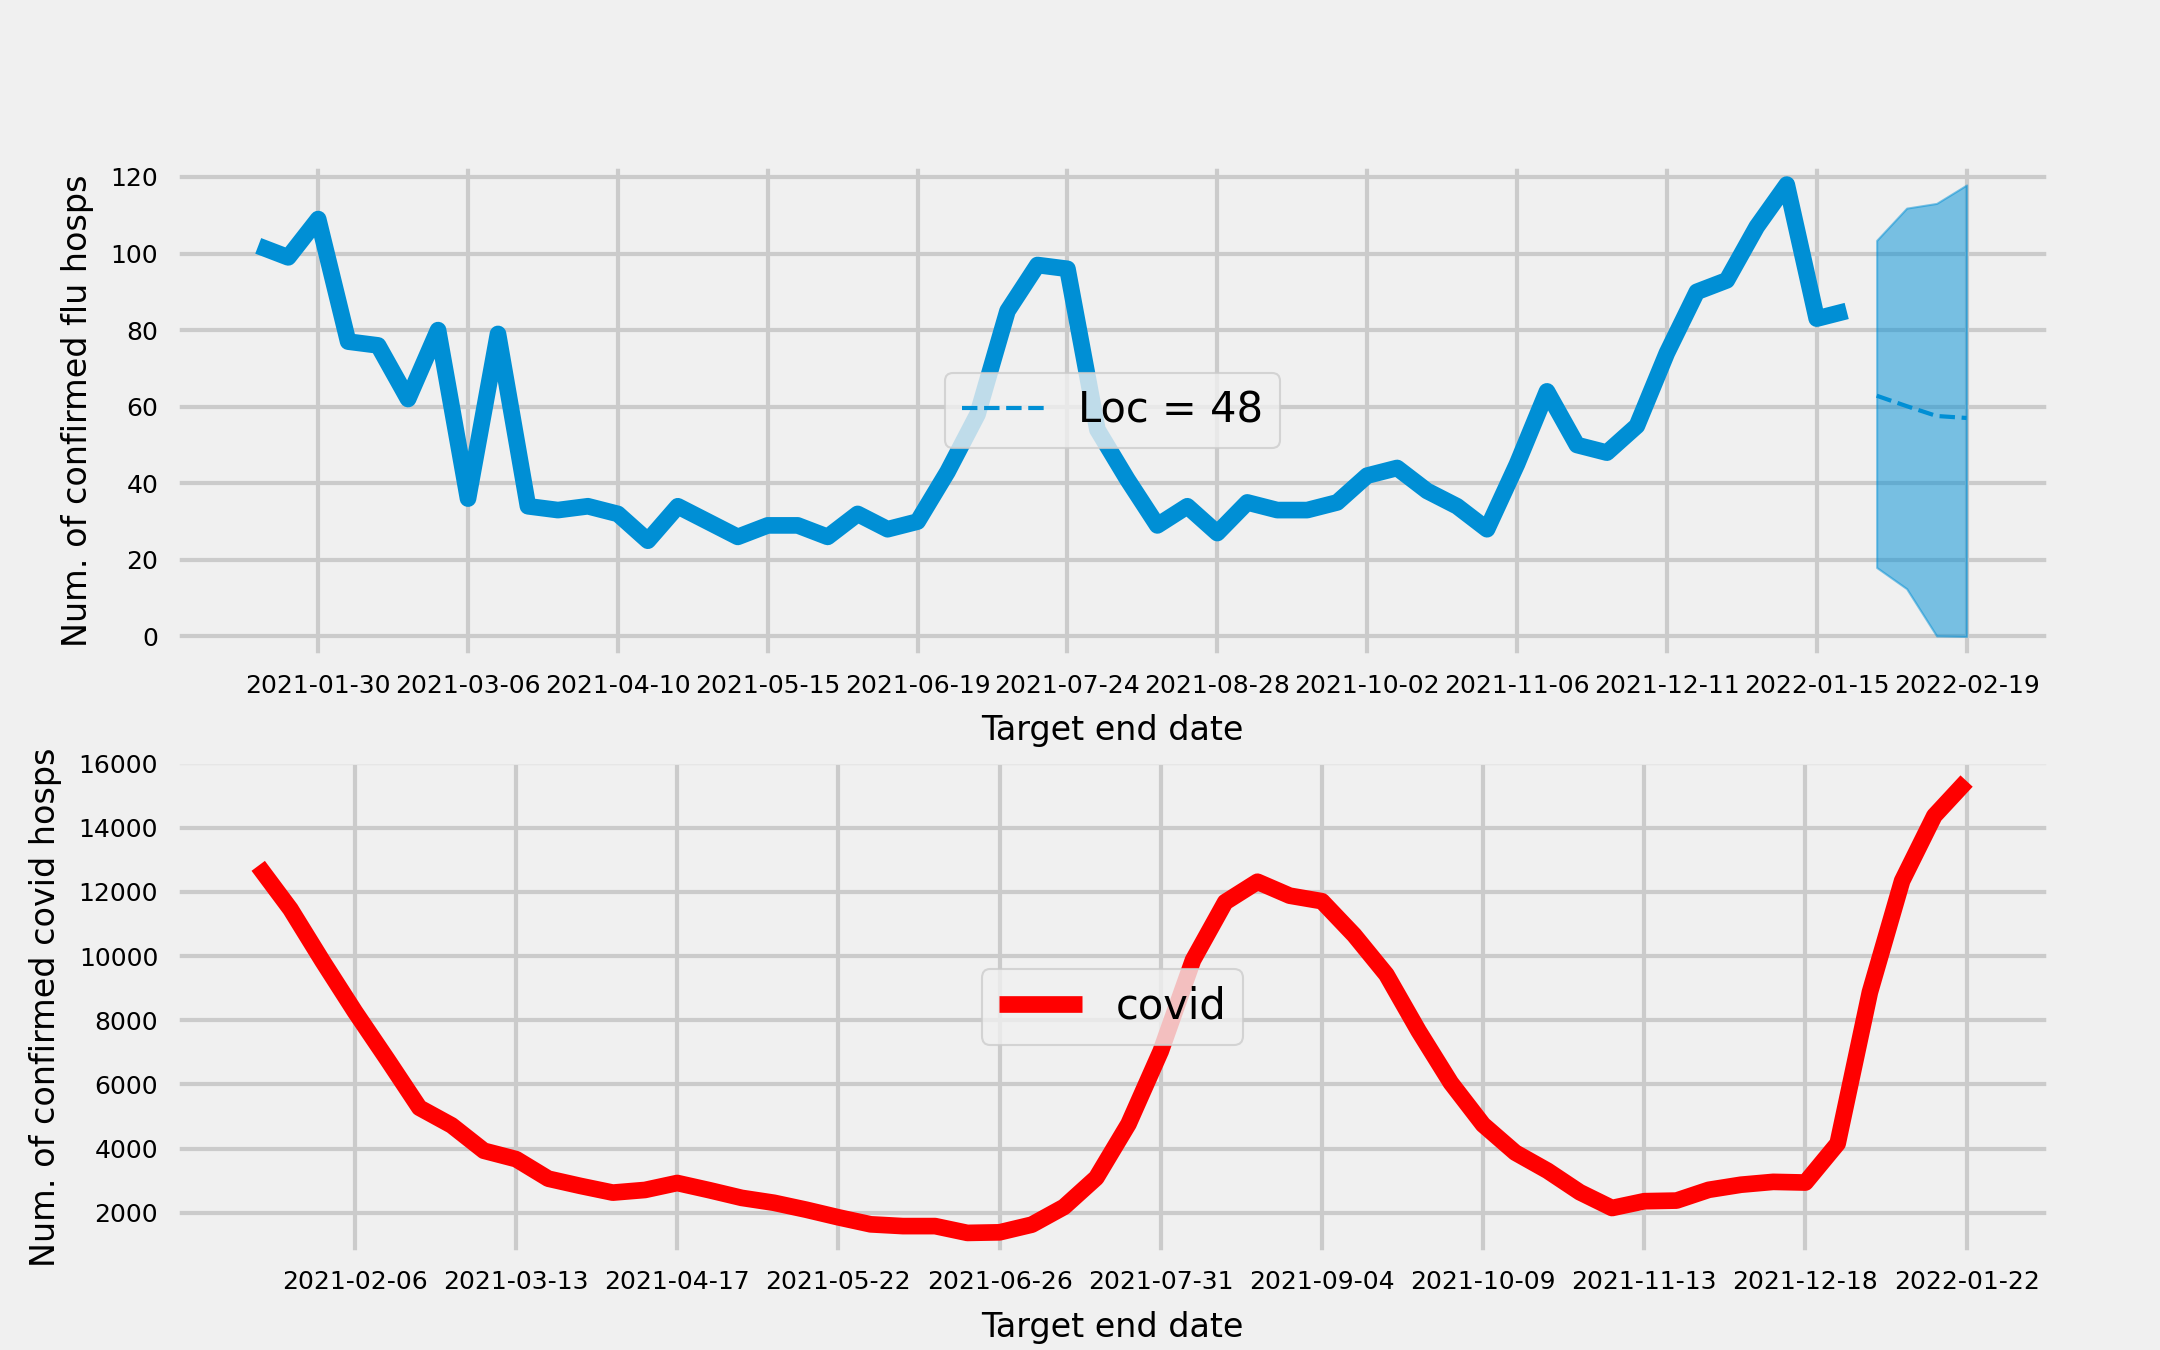 Num. of confirmed flu hosps
120
100
80
60
40
20
0
Loc = 48
2021-01-30 2021-03-06 2021-04-10 2021-05-15 2021-06-19 2021-07-24 2021-08-28 2021-10-02 2021-11-06 2021-12-11 2022-01-15 2022-02-19
Target end date
Num. of confirmed covid hosps
16000
14000
12000
10000
8000
6000
4000
2000
covid
2021-02-06 2021-03-13 2021-04-17 2021-05-22 2021-06-26 2021-07-31 2021-09-04 2021-10-09 2021-11-13 2021-12-18 2022-01-22
Target end date